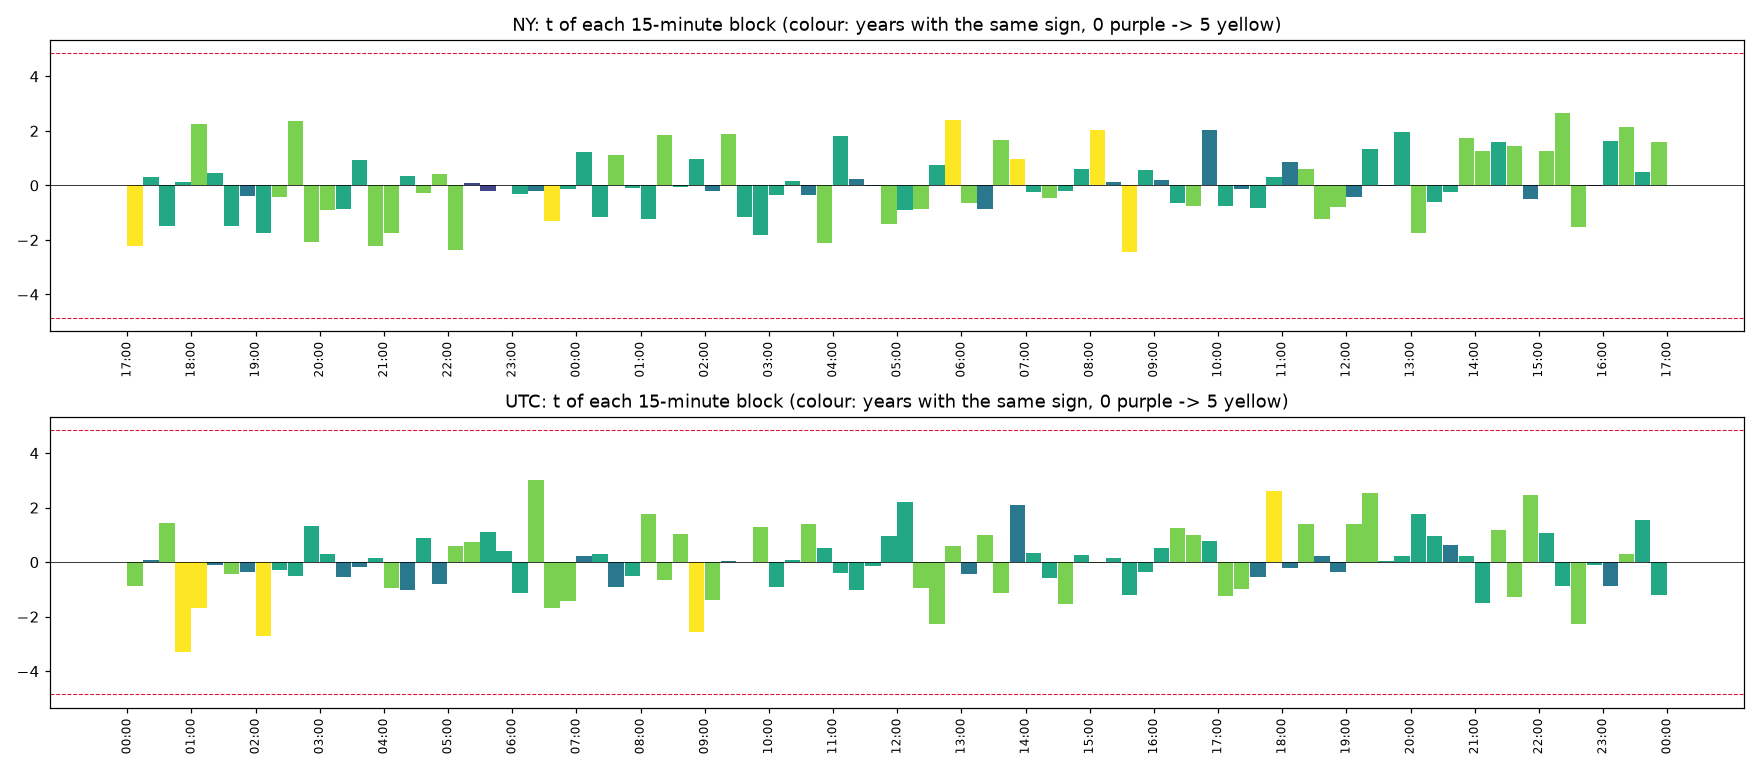 NY: t of each 15-minute block (colour: years with the same sign, 0 purple -> 5 yellow)
4
2
0
−2
−4
17:00 18:00 19:00 20:00 21:00 22:00 23:00 00:00 01:00 02:00 03:00 04:00 05:00 06:00 07:00 08:00 09:00 10:00 11:00 12:00 13:00 14:00 15:00 16:00 17:00
UTC: t of each 15-minute block (colour: years with the same sign, 0 purple -> 5 yellow)
4
2
0
−2
−4
00:00 01:00 02:00 03:00 04:00 05:00 06:00 07:00 08:00 09:00 10:00 11:00 12:00 13:00 14:00 15:00 16:00 17:00 18:00 19:00 20:00 21:00 22:00 23:00 00:00